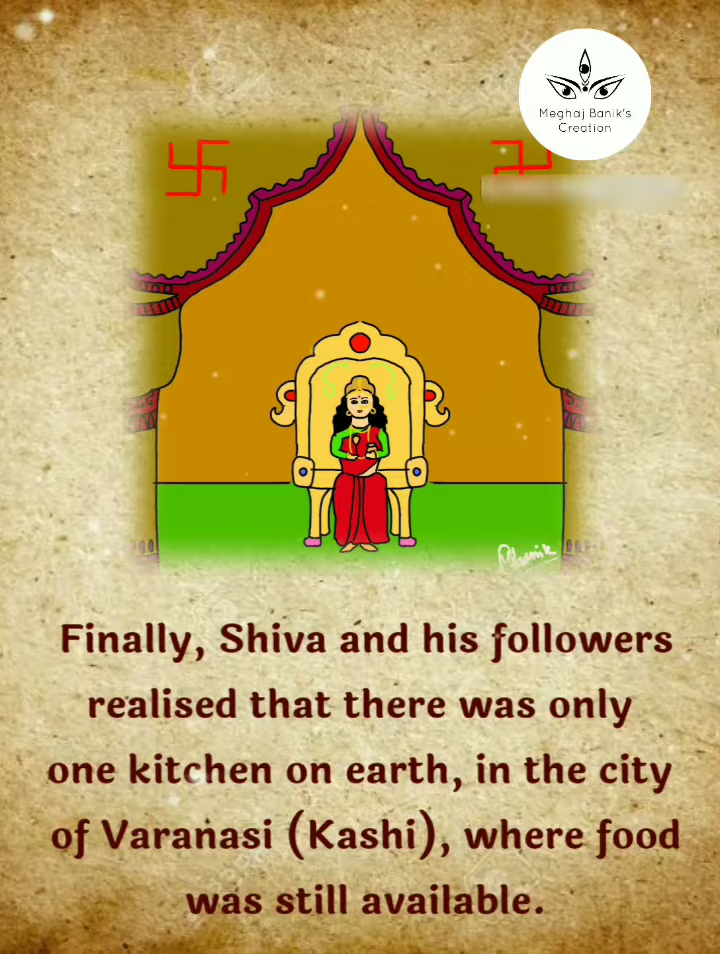 Meghaj Banik's
Creation
Finally, Shiva and his followers
realised that there was only
one kitchen on earth, in the city
of Varanasi (Kashi), where food
was still available.